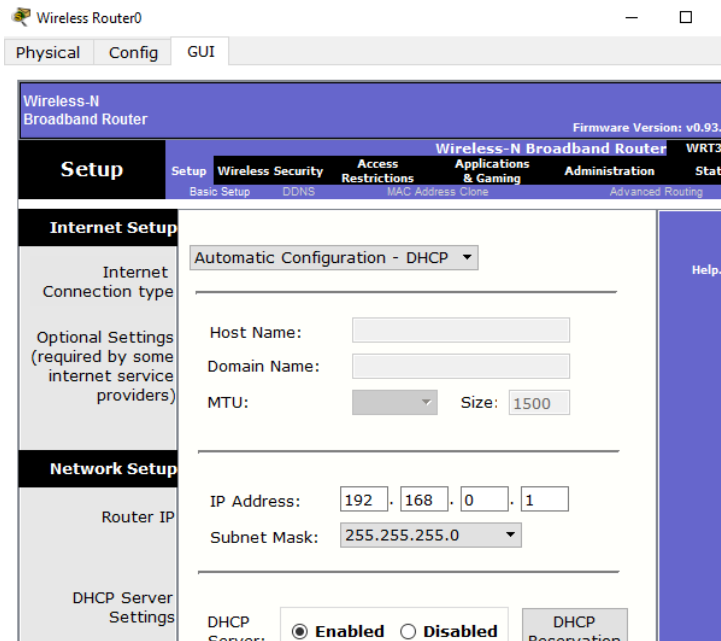 Wireless Router0
Physical Config GUI
Wireless-N
Broadband Router
Firmware Version: v0.93.
Wireless-N Broadband Router WRT3
Setup
Setup Wireless Security Access Restrictions Applications & Gaming Administration Stat
Basic Setup DDNS MAC Address Clone Advanced Routing
Internet Setup
Internet
Connection type
Automatic Configuration - DHCP
Help.
Optional Settings
(required by some
internet service
providers)
Host Name:
Domain Name:
MTU: Size: 1500
Network Setup
Router IP
IP Address: 192 . 168 . 0 . 1
Subnet Mask: 255.255.255.0
DHCP Server
Settings
DHCP
Server: Enabled Disabled
DHCP
Reservation